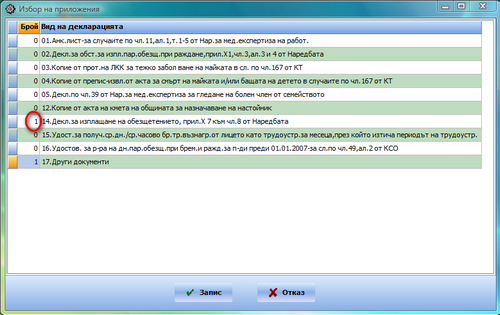 Избор на приложения
Брой Вид на декларацията
0 01.Анк.лист-за случаите по чл.11,ал.1,т.1-5 от Нар.за мед.експертиза на работ.
0 02.Декл.за обст.за изпл.пар.обезщ.при раждане,прил.Х1,чл.3,ал.3 и 4 от Наредбата
0 03.Копие от прот.на ЛКК за тежко забол ване на майката в сл. по чл.167 от КТ
0 04.Копие от препис-извл.от акта за смърт на майката и/или бащата на детето в случаите по чл.167 от КТ
0 05.Декл.по чл.39 от Нар.за мед.експертиза за гледане на болен член от семейството
0 12.Копие от акта на кмета на общината за назначаване на настойник
1 14.Декл.за изплащане на обезщетението, прил.Х 7 към чл.8 от Наредбата
0 15.Удост.за получ.ср.дн./ср.часово бр.тр.възнагр.от лицето като трудоустр.за месеца,през който изтича периодът на трудоустр.
0 16.Удостов. за р-ра на дн.пар.обезщ.при брем.и ражд.за п-ди преди 01.01.2007-за сл.по чл.49,ал.2 от КСО
1 17.Други документи
Запис Отказ